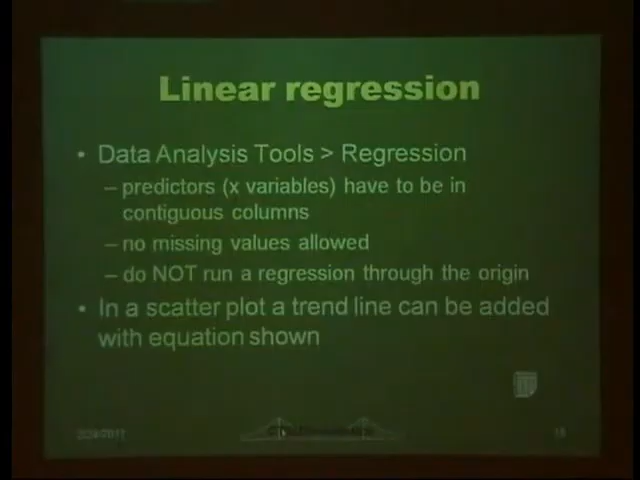 Linear regression
• Data Analysis Tools > Regression
– predictors (x variables) have to be in
contiguous columns
– no missing values allowed
– do NOT run a regression through the origin
• In a scatter plot a trend line can be added
with equation shown